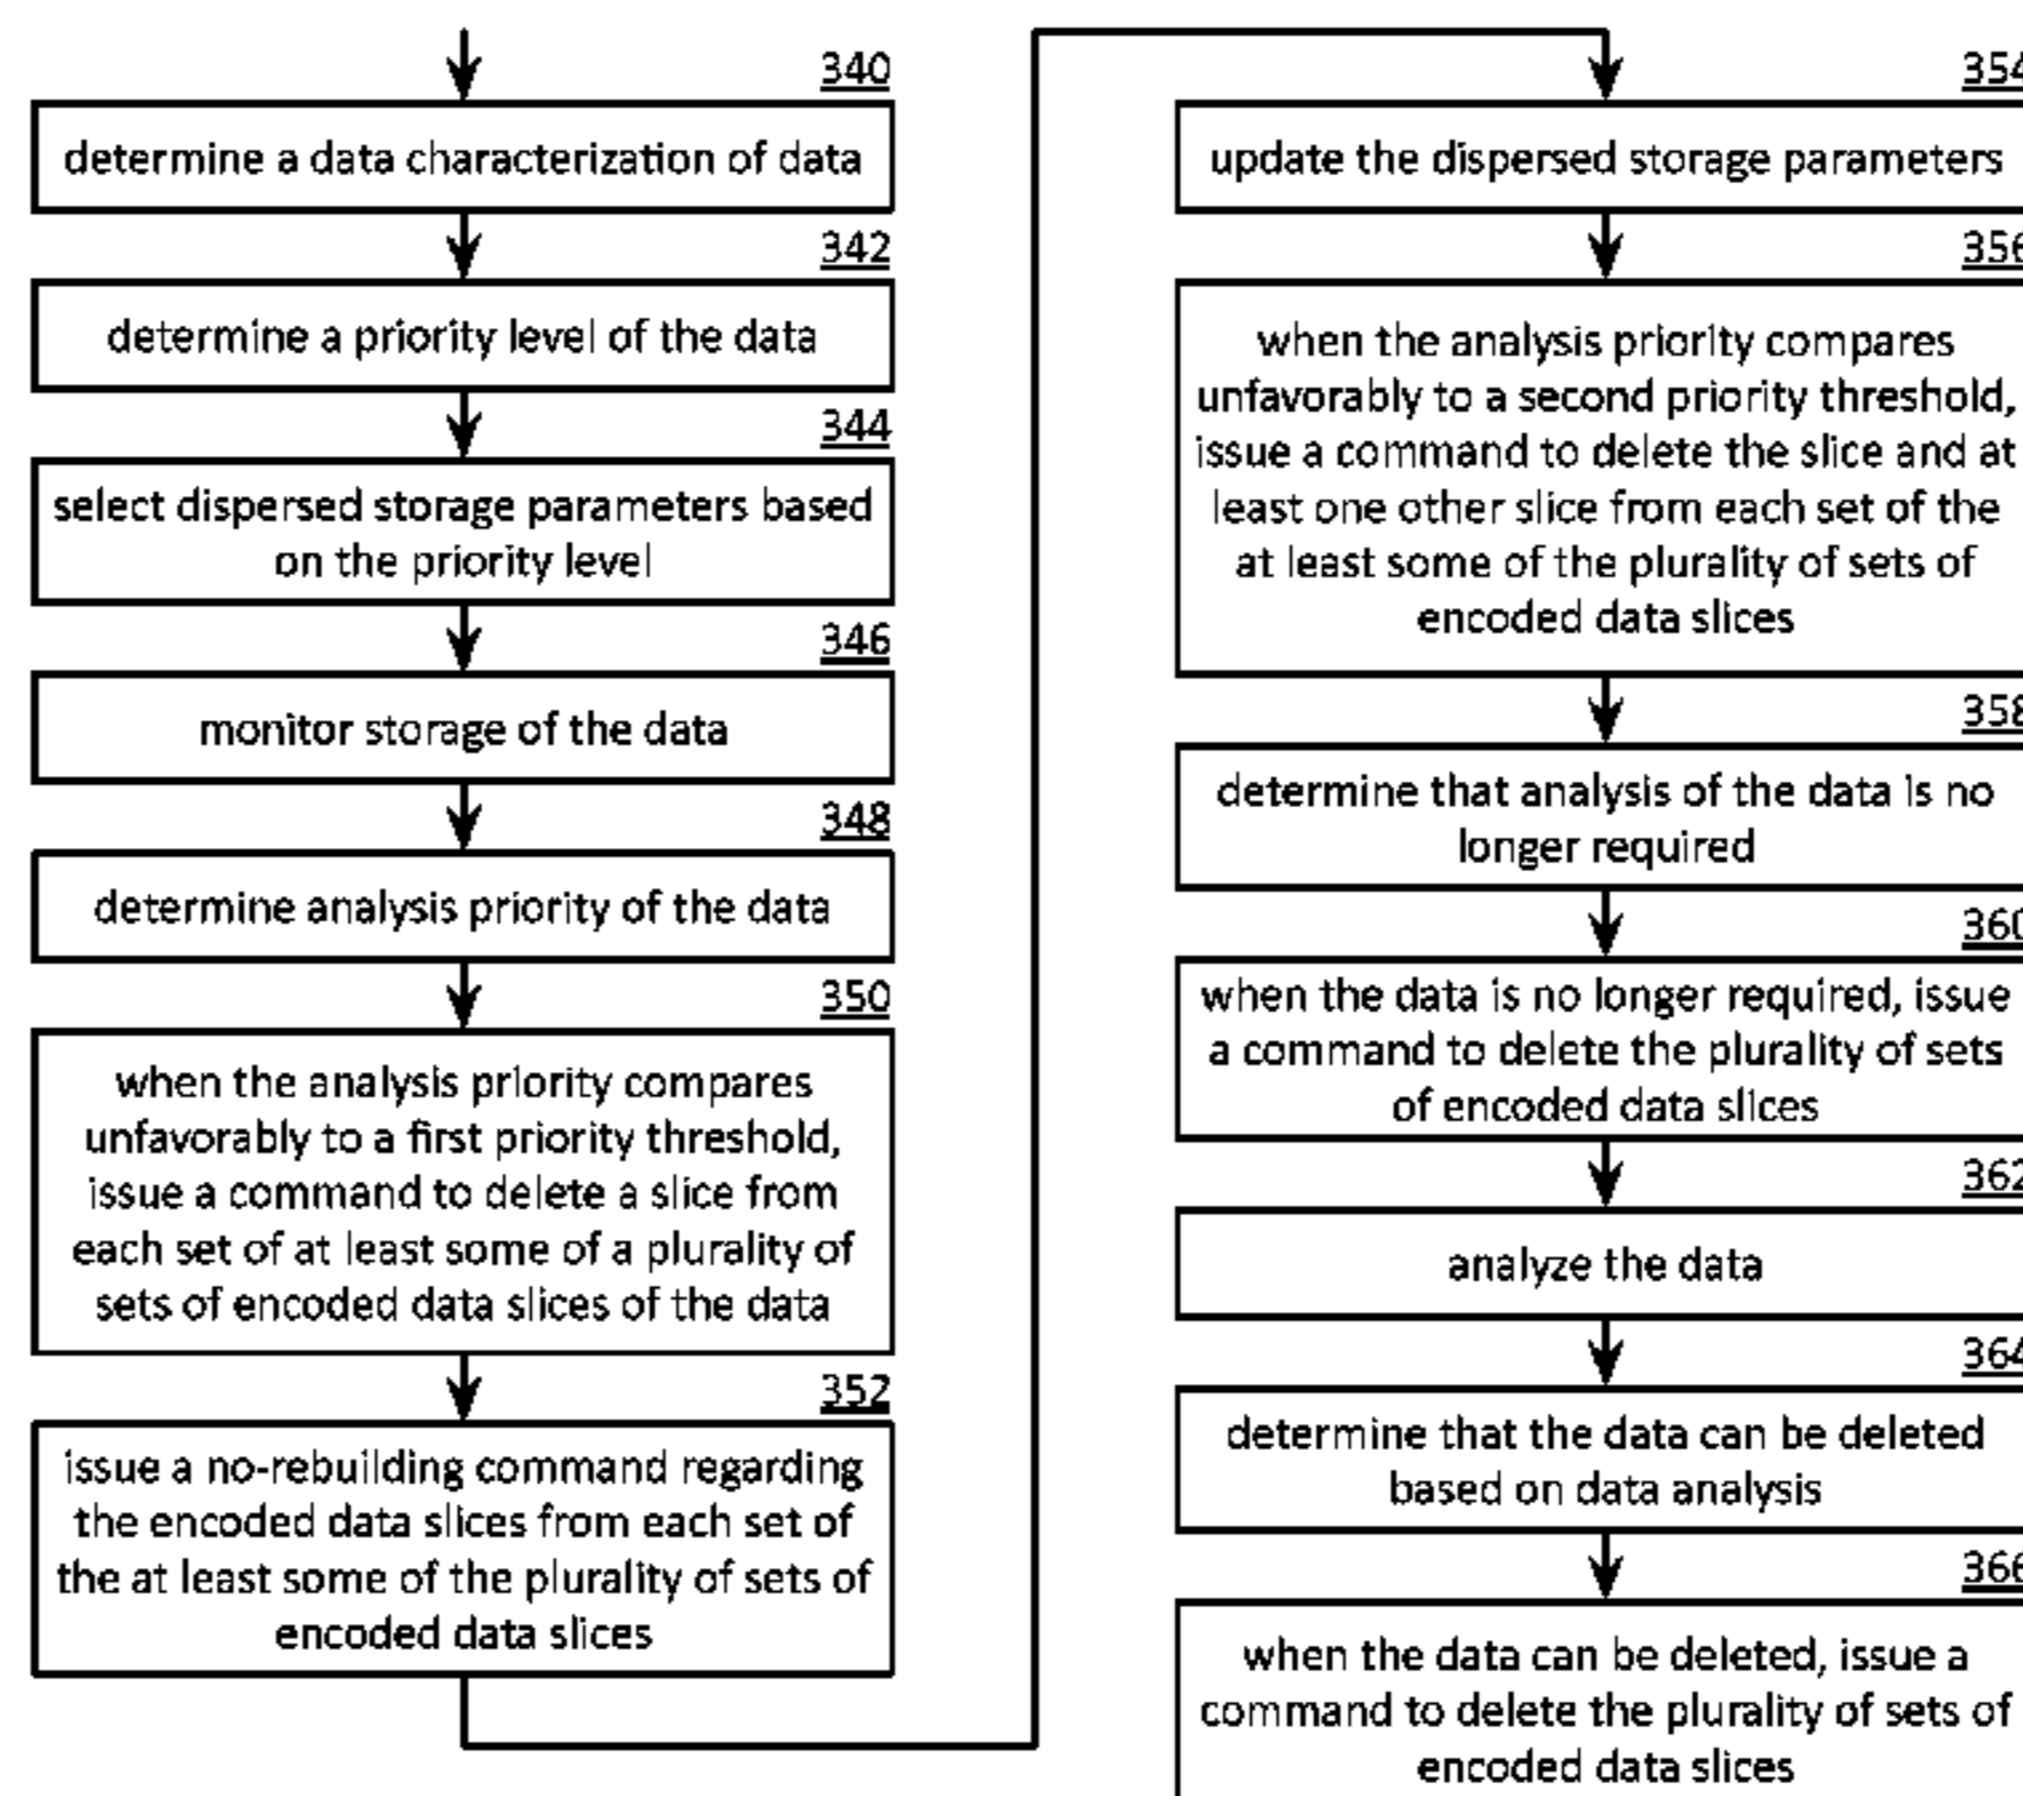 340
determine a data characterization of data
342
determine a priority level of the data
344
select dispersed storage parameters based
on the priority level
346
monitor storage of the data
348
determine analysis priority of the data
350
when the analysis priority compares
unfavorably to a first priority threshold,
issue a command to delete a slice from
each set of at least some of a plurality of
sets of encoded data slices of the data
352
issue a no-rebuilding command regarding
the encoded data slices from each set of
the at least some of the plurality of sets of
encoded data slices
354
update the dispersed storage parameters
356
when the analysis priority compares
unfavorably to a second priority threshold,
issue a command to delete the slice and at
least one other slice from each set of the
at least some of the plurality of sets of
encoded data slices
358
determine that analysis of the data is no
longer required
360
when the data is no longer required, issue
a command to delete the plurality of sets
of encoded data slices
362
analyze the data
364
determine that the data can be deleted
based on data analysis
366
when the data can be deleted, issue a
command to delete the plurality of sets of
encoded data slices